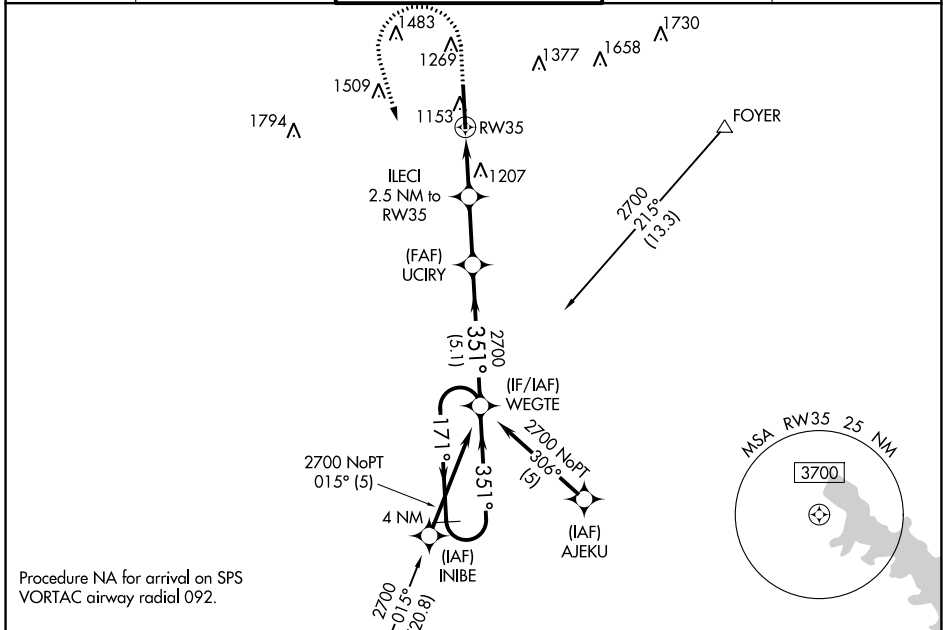 1483
1730
1269
1377
1658
1509
1153
RW35
1794
FOYER
ILECI
2.5 NM to
RW35
1207
2700
215°
(13.3)
(FAF)
UCIRY
2700
351°
(5.1)
(IF/IAF)
WEGTE
171°
351°
2700 NoPT
306°
(5)
2700 NoPT
015° (5)
4 NM
(IAF)
INIBE
(IAF)
AJEKU
MSA RW35 25 NM
3700
Procedure NA for arrival on SPS
VORTAC airway radial 092.
2700
015°
(20.8)